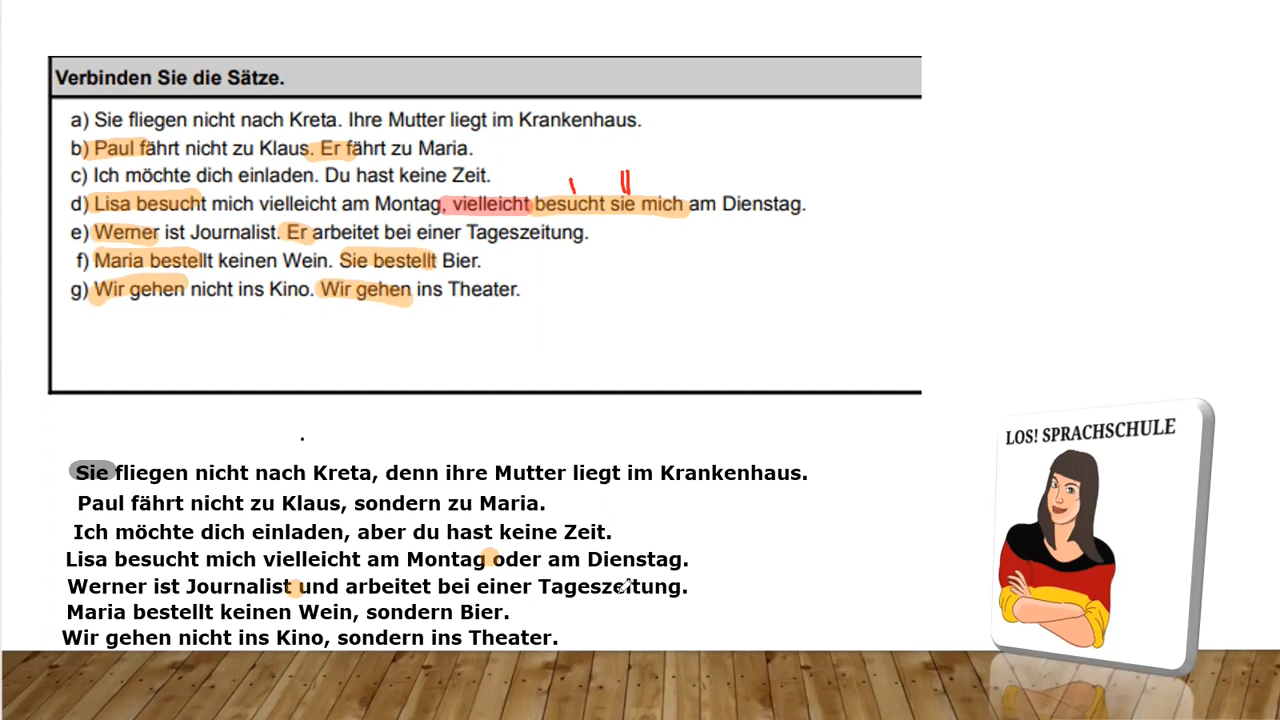 Verbinden Sie die Sätze.
a) Sie fliegen nicht nach Kreta. Ihre Mutter liegt im Krankenhaus.
b) Paul fährt nicht zu Klaus. Er fährt zu Maria.
c) Ich möchte dich einladen. Du hast keine Zeit.
d) Lisa besucht mich vielleicht am Montag, vielleicht besucht sie mich am Dienstag.
e) Werner ist Journalist. Er arbeitet bei einer Tageszeitung.
f) Maria bestellt keinen Wein. Sie bestellt Bier.
g) Wir gehen nicht ins Kino. Wir gehen ins Theater.
LOS! SPRACHSCHULE
Sie fliegen nicht nach Kreta, denn ihre Mutter liegt im Krankenhaus.
Paul fährt nicht zu Klaus, sondern zu Maria.
Ich möchte dich einladen, aber du hast keine Zeit.
Lisa besucht mich vielleicht am Montag oder am Dienstag.
Werner ist Journalist und arbeitet bei einer Tageszeitung.
Maria bestellt keinen Wein, sondern Bier.
Wir gehen nicht ins Kino, sondern ins Theater.